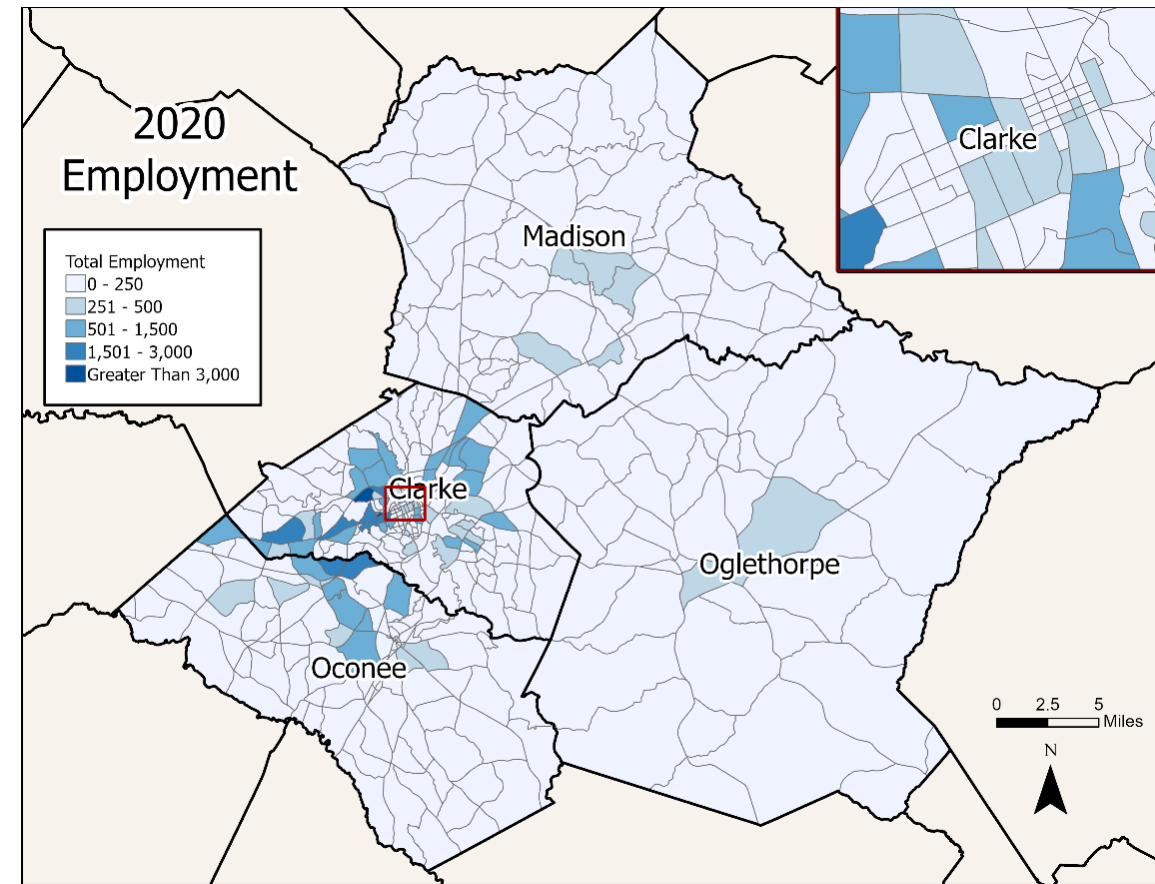 2020
Employment
Total Employment
0 - 250
251 - 500
501 - 1,500
1,501 - 3,000
Greater Than 3,000
Clarke
Madison
Clarke
Oglethorpe
Oconee
0 2.5 5
Miles
N